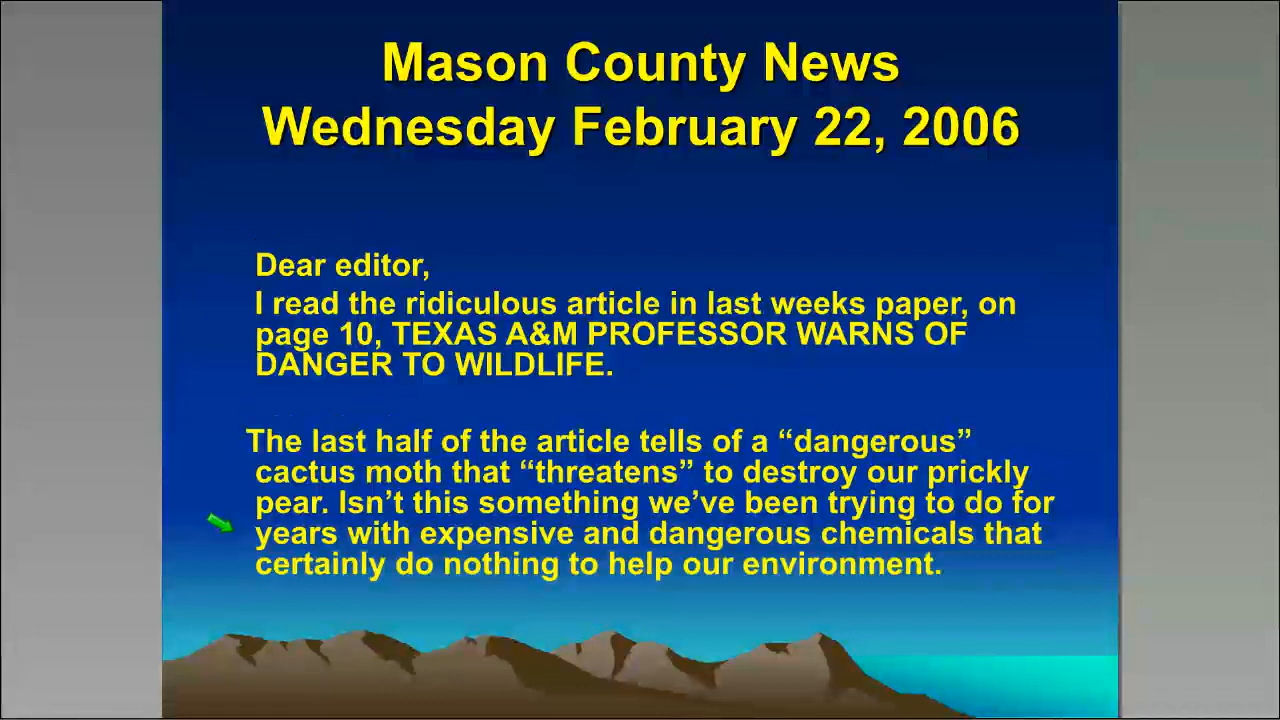 Mason County News
Wednesday February 22, 2006
Dear editor,
I read the ridiculous article in last weeks paper, on
page 10, TEXAS A&M PROFESSOR WARNS OF
DANGER TO WILDLIFE.
The last half of the article tells of a “dangerous”
cactus moth that “threatens” to destroy our prickly
pear. Isn’t this something we’ve been trying to do for
years with expensive and dangerous chemicals that
certainly do nothing to help our environment.